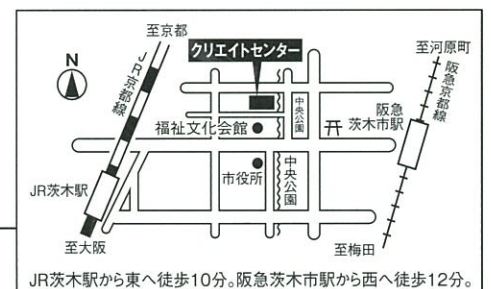 至京都
N
JR京都線
クリエイトセンター
至河原町
阪急京都線
中央公園
福祉文化会館
阪急
茨木市駅
市役所
中央公園
JR茨木駅
至大阪
至梅田
JR茨木駅から東へ徒歩10分。阪急茨木市駅から西へ徒歩12分。